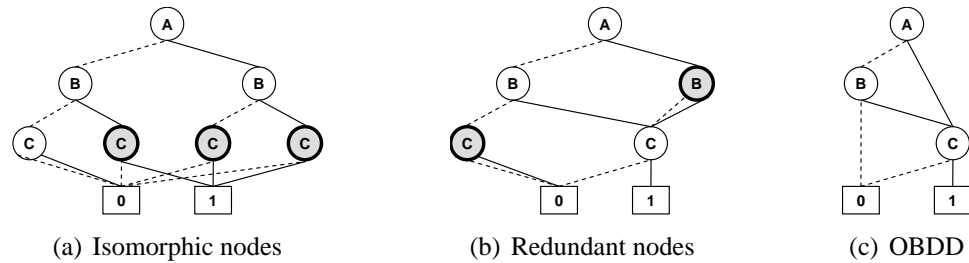 A A A
B B B B B
C C C C C C C
0 1 0 1 0 1
(a) Isomorphic nodes (b) Redundant nodes (c) OBDD